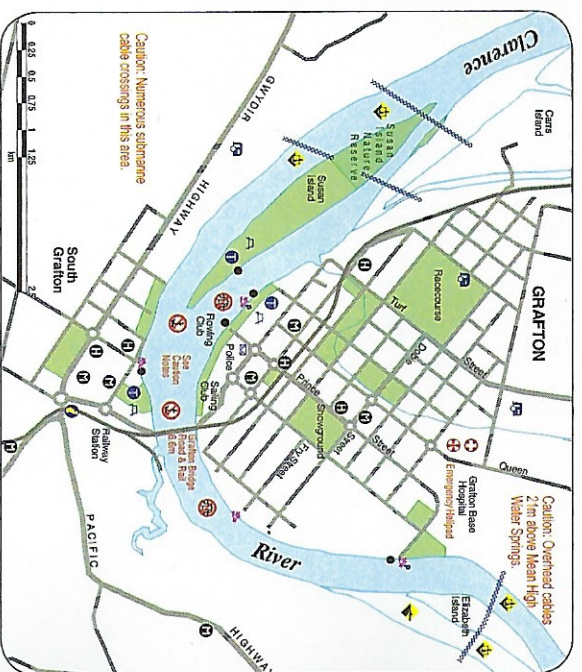 Caution: Overhead cables
21m above Mean High
Water Springs.
GRAFTON
Carrs
Island
Clarence
Racecourse
Turf
Dobie
Street
Queen
Grafton Base
Hospital
Emergency Helipad
Elizabeth
Island
Susan
Island
Nature
Reserve
Susan
Island
Prince
Street
Street
Showground
Fry Street
Police
Rowing
Club
Sailing
Club
See
Caution
Notes
Grafton Bridge
Road & Rail
River
GWYDIR
HIGHWAY
South
Grafton
Railway
Station
PACIFIC
HIGHWAY
Caution: Numerous submarine
cable crossings in this area.
0 0.25 0.5 0.75 1 1.25
km
H
H
H
H
H
H
H
M
M
M
M
M
M
T
T
T
P
P